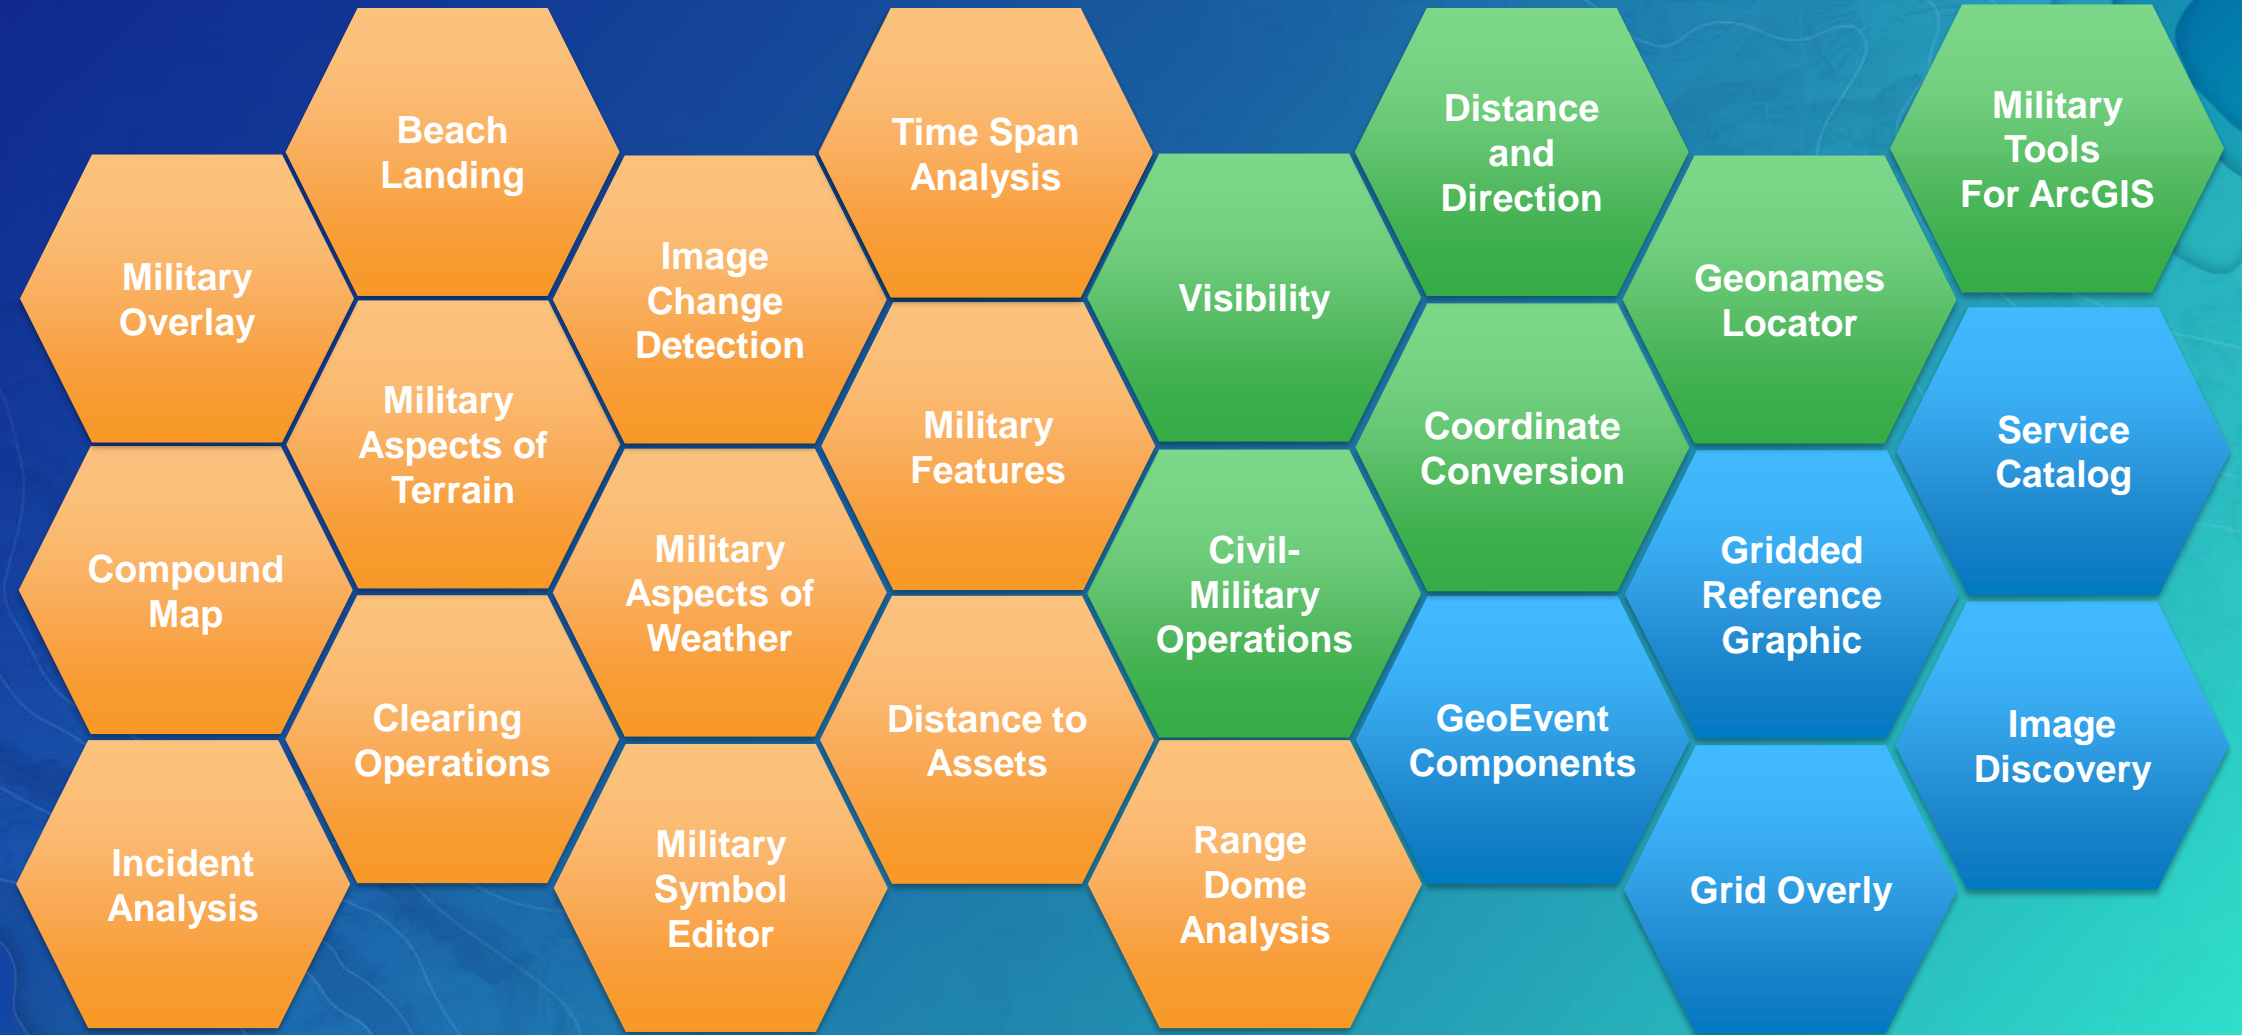 Military
Overlay
Compound
Map
Incident
Analysis
Beach
Landing
Military
Aspects of
Terrain
Clearing
Operations
Image
Change
Detection
Military
Aspects of
Weather
Military
Symbol
Editor
Time Span
Analysis
Military
Features
Distance to
Assets
Visibility
Civil-
Military
Operations
Range
Dome
Analysis
Distance
and
Direction
Coordinate
Conversion
GeoEvent
Components
Geonames
Locator
Gridded
Reference
Graphic
Grid Overly
Military
Tools
For ArcGIS
Service
Catalog
Image
Discovery